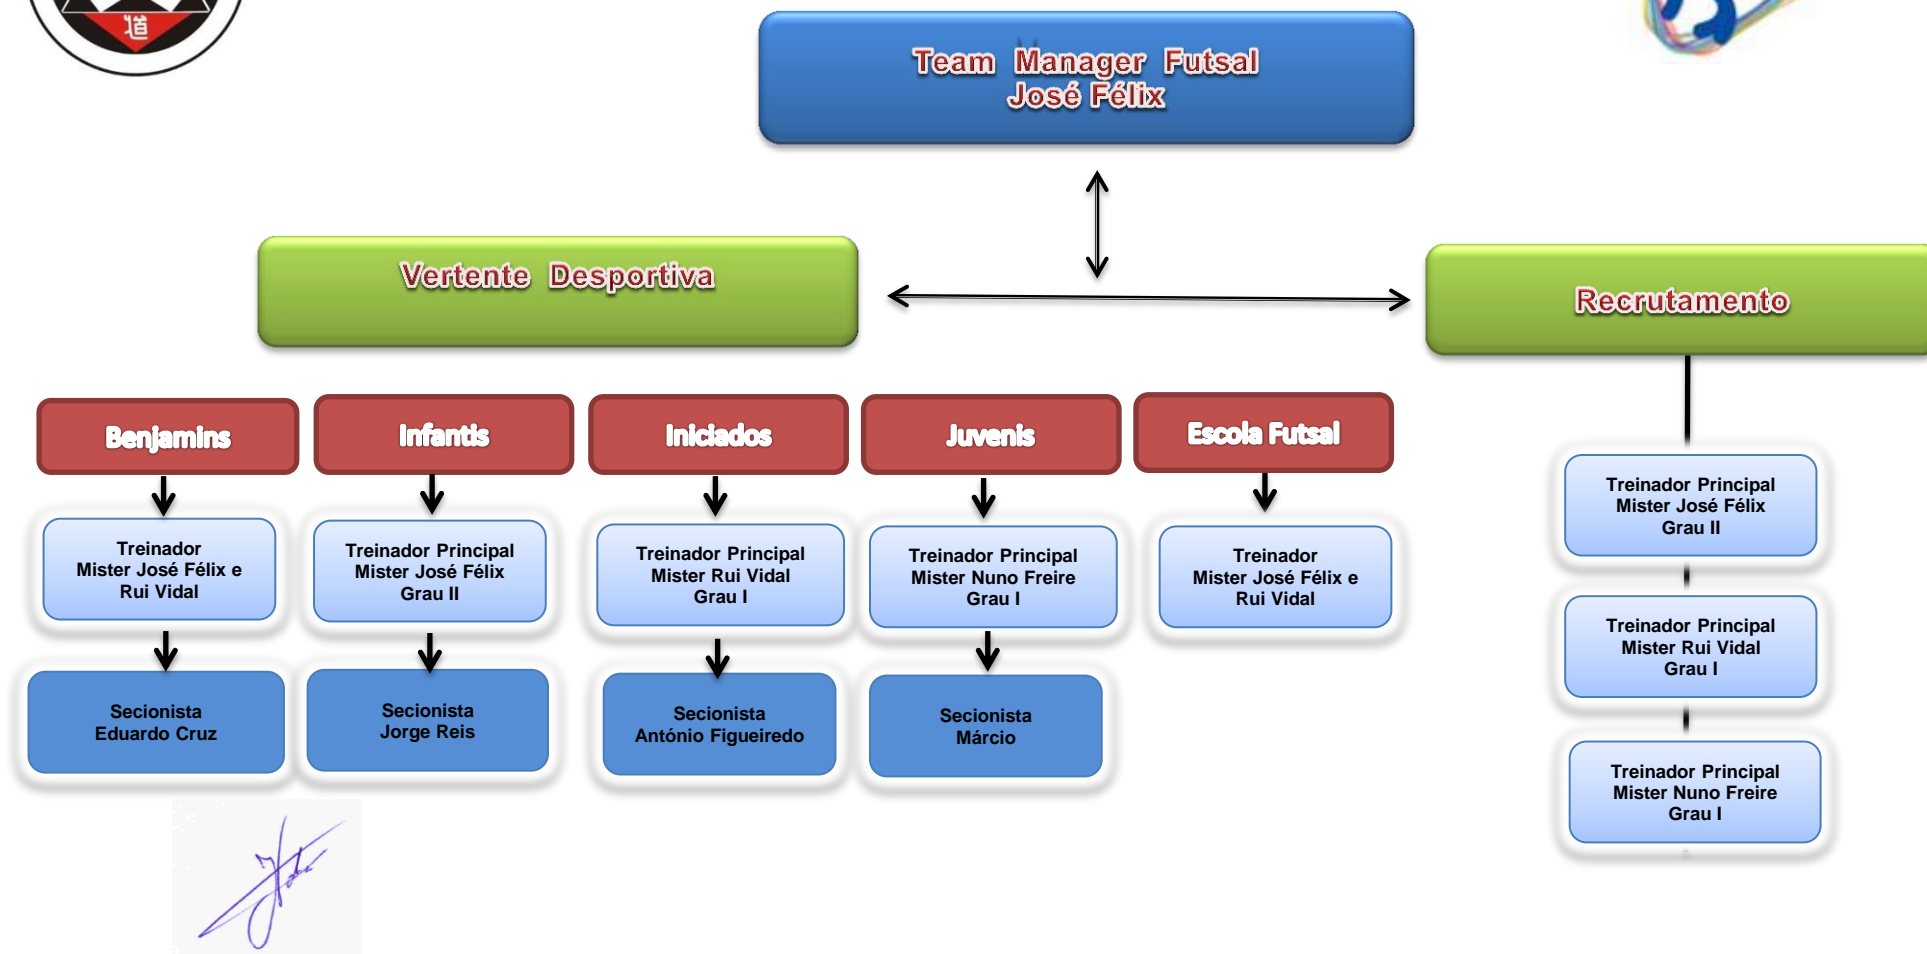 道
Team Manager Futsal
José Félix
Vertente Desportiva
Recrutamento
Benjamins
Treinador
Mister José Félix e
Rui Vidal
Secionista
Eduardo Cruz
Infantis
Treinador Principal
Mister José Félix
Grau II
Secionista
Jorge Reis
Iniciados
Treinador Principal
Mister Rui Vidal
Grau I
Secionista
António Figueiredo
Juvenis
Treinador Principal
Mister Nuno Freire
Grau I
Secionista
Márcio
Escola Futsal
Treinador
Mister José Félix e
Rui Vidal
Treinador Principal
Mister José Félix
Grau II
Treinador Principal
Mister Rui Vidal
Grau I
Treinador Principal
Mister Nuno Freire
Grau I